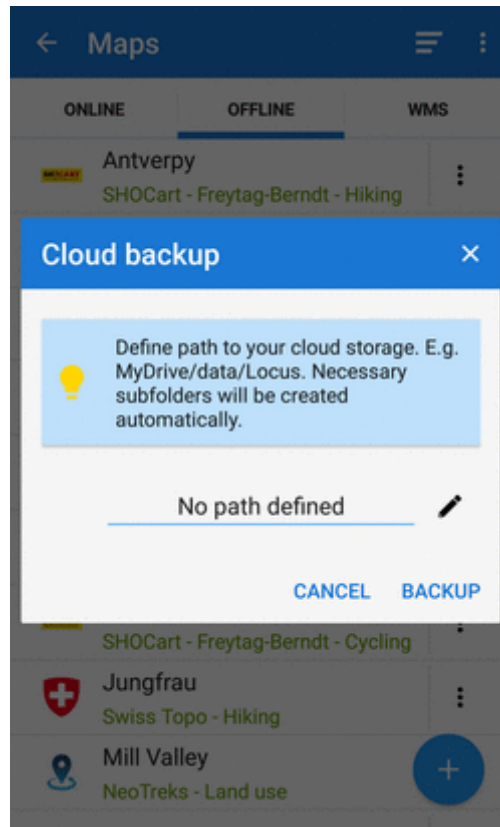 Maps
ONLINE OFFLINE WMS
Antverpy
SHOCart - Freytag-Berndt - Hiking
Cloud backup
Define path to your cloud storage. E.g.
MyDrive/data/Locus. Necessary
subfolders will be created
automatically.
No path defined
CANCEL BACKUP
SHOCart - Freytag-Berndt - Cycling
Jungfrau
Swiss Topo - Hiking
Mill Valley
NeoTreks - Land use